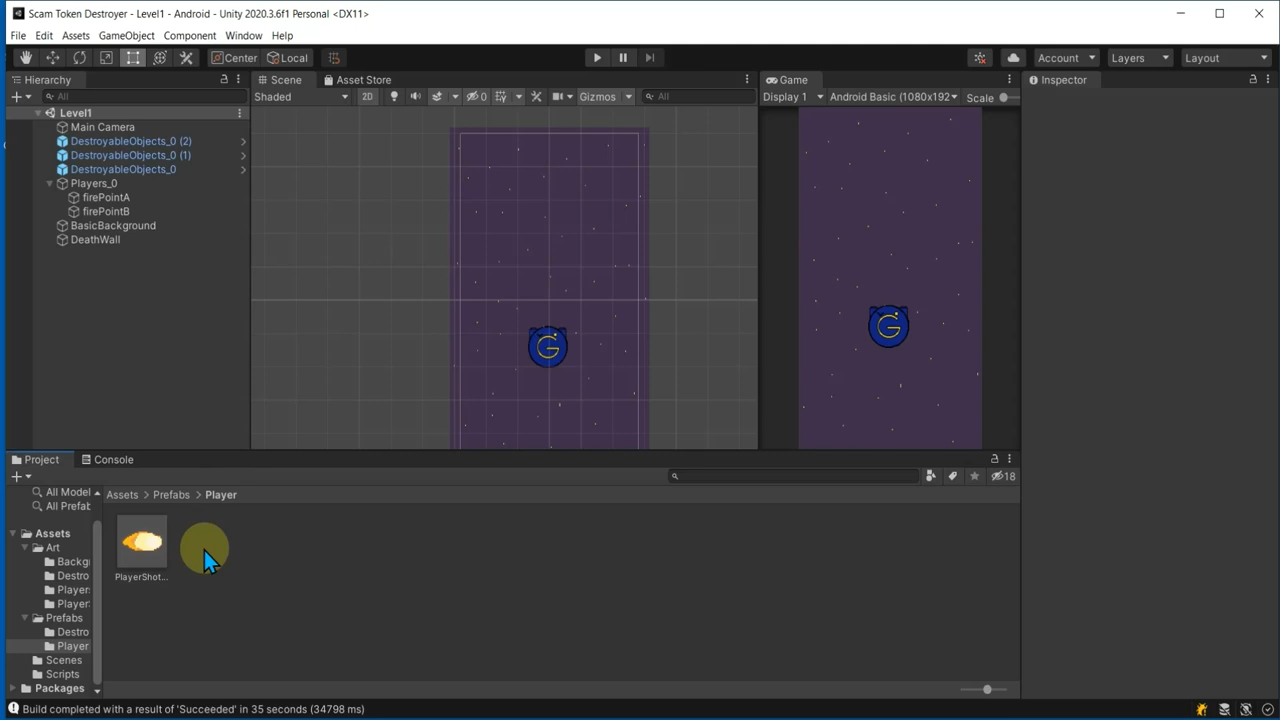 Scam Token Destroyer - Level1 - Android - Unity 2020.3.6f1 Personal <DX11>
File Edit Assets GameObject Component Window Help
Center Local Account Layers Layout
Hierarchy Scene Asset Store Game Inspector
All Shaded 2D 0 Gizmos All Display 1 Android Basic (1080x192 Scale
Level1
Main Camera
DestroyableObjects_0 (2)
DestroyableObjects_0 (1)
DestroyableObjects_0
Players_0
firePointA
firePointB
BasicBackground
DeathWall
G G
Project Console
18
All Model
All Prefab
Assets > Prefabs > Player
Assets
Art
Backg
Destro
Player
Player
Prefabs
Destro
Player
Scenes
Scripts
Packages
PlayerShot...
Build completed with a result of 'Succeeded' in 35 seconds (34798 ms)